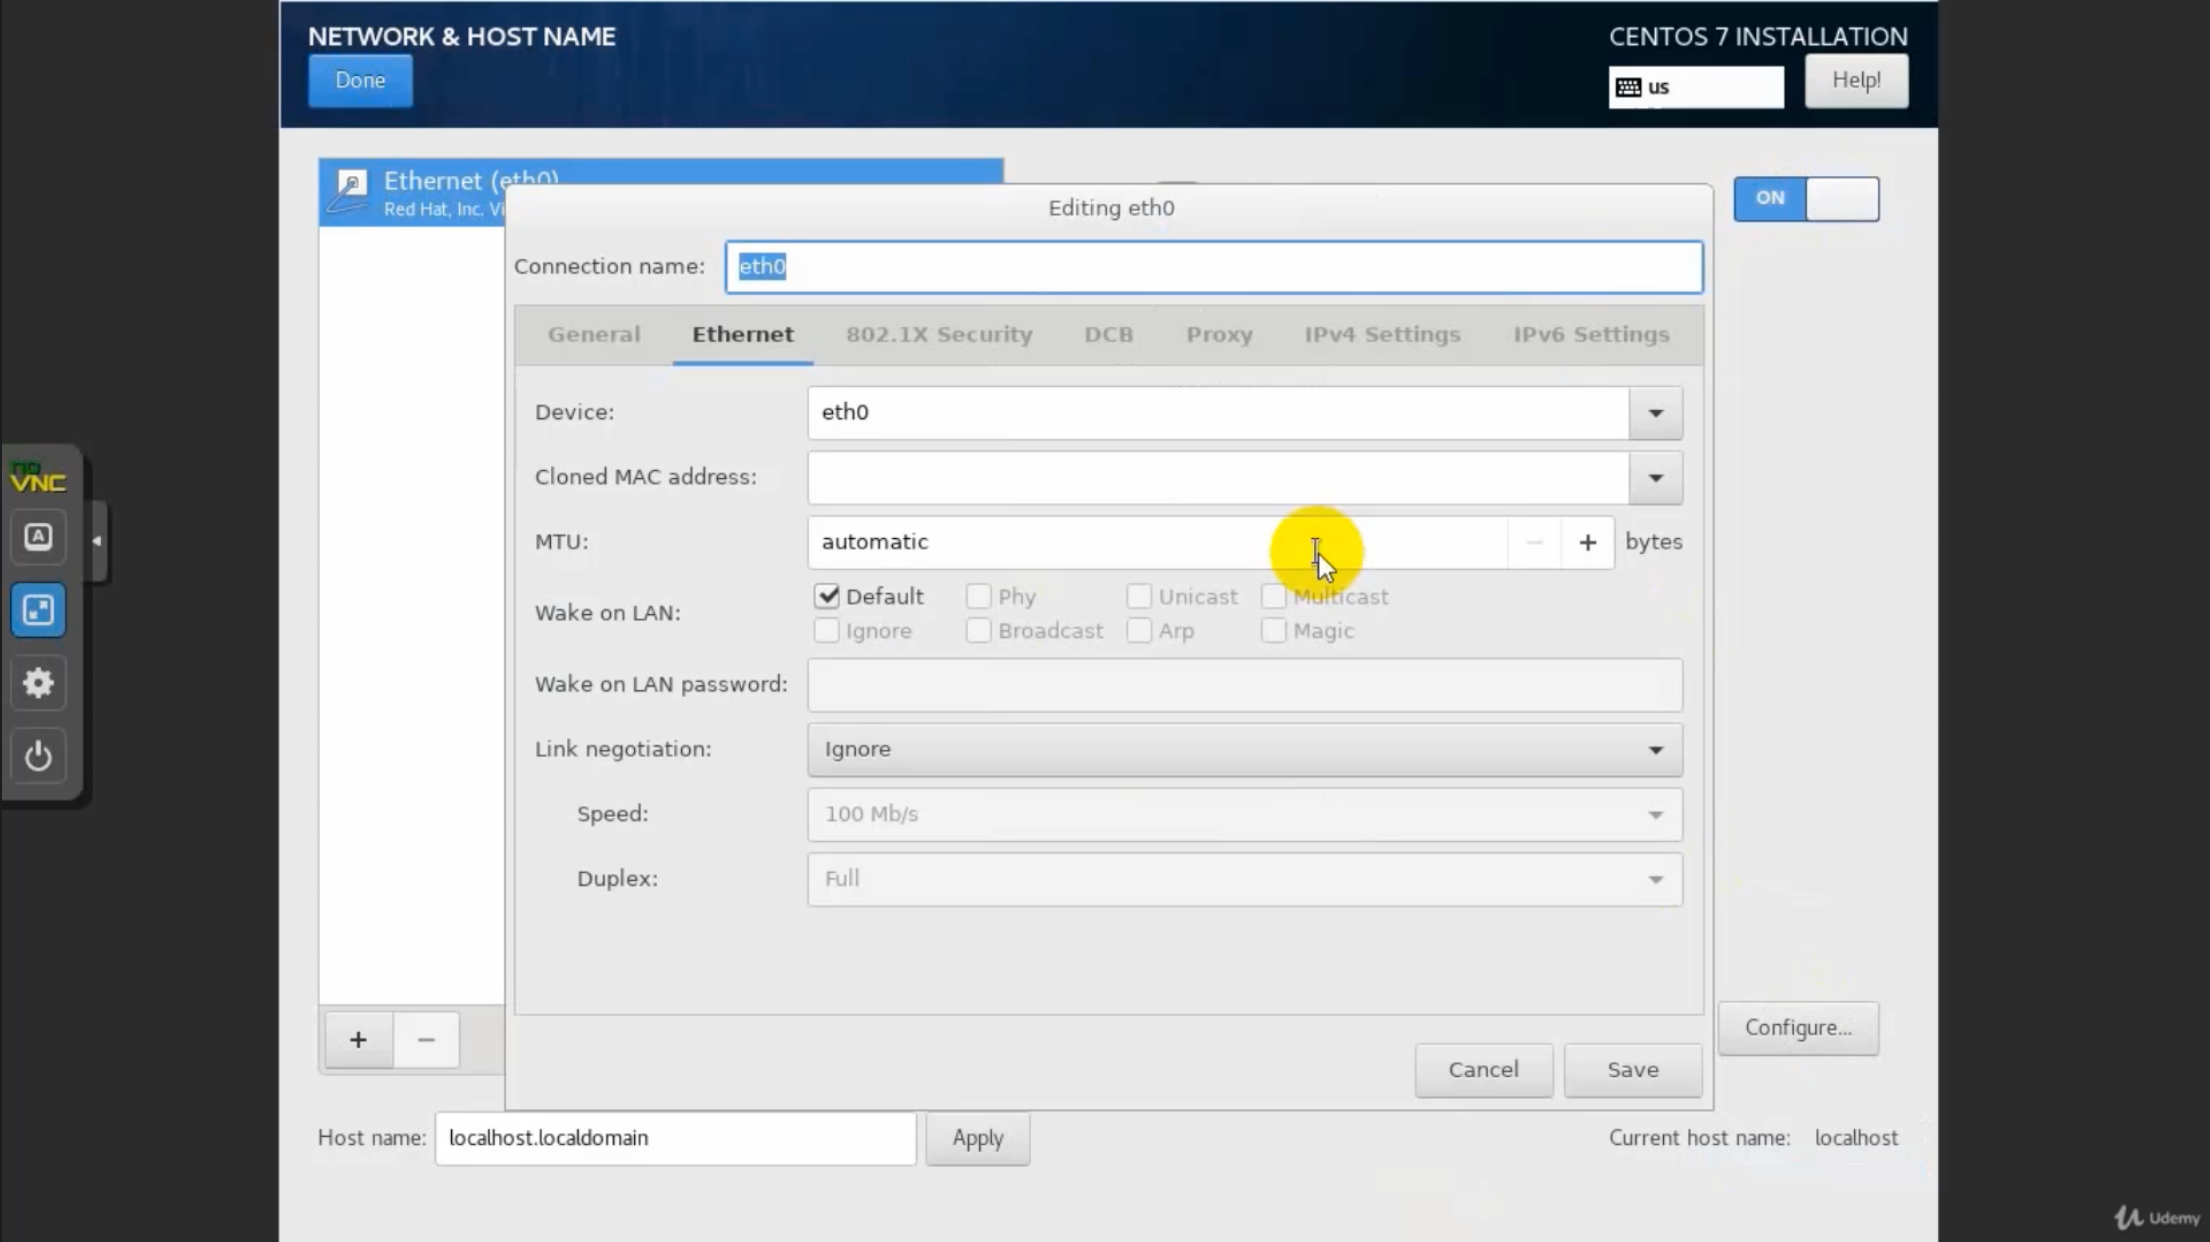 NETWORK & HOST NAME
CENTOS 7 INSTALLATION
Done
us
Help!
Ethernet (eth0)
Red Hat, Inc. Vi
ON
Editing eth0
Connection name: eth0
General Ethernet 802.1X Security DCB Proxy IPv4 Settings IPv6 Settings
Device: eth0
Cloned MAC address:
MTU: automatic bytes
Wake on LAN:
Default Phy Unicast Multicast
Ignore Broadcast Arp Magic
Wake on LAN password:
Link negotiation: Ignore
Speed: 100 Mb/s
Duplex: Full
Configure...
Cancel Save
Host name: localhost.localdomain Apply
Current host name: localhost
no
VNC
A
Udemy